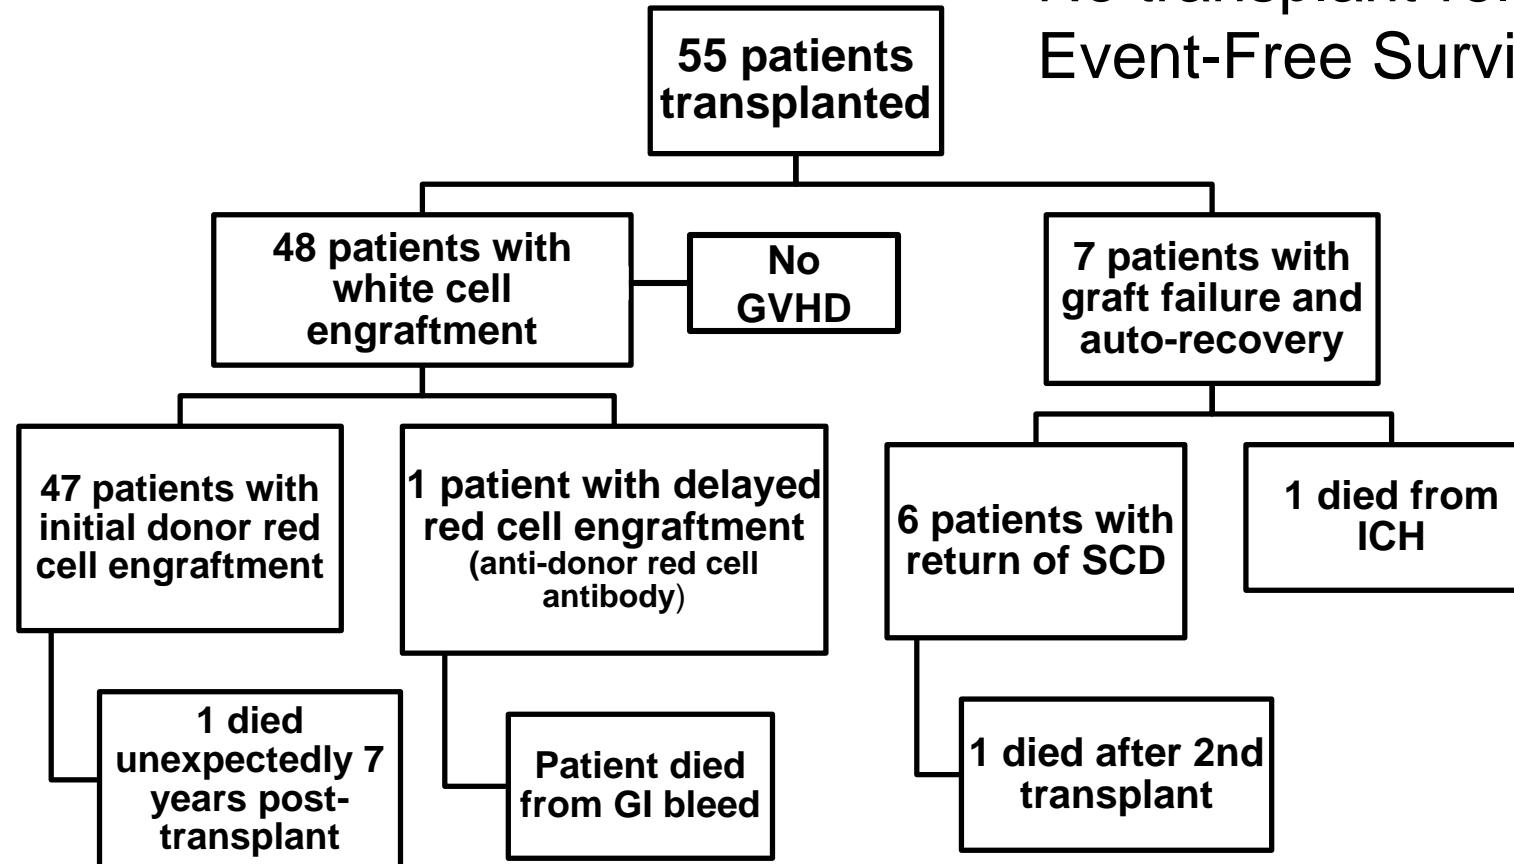 No transplant
Event-Free
55 patients
transplanted
48 patients with
white cell
engraftment
No
GVHD
7 patients with
graft failure and
auto-recovery
47 patients with
initial donor red
cell engraftment
1 patient with delayed
red cell engraftment
(anti-donor red cell
antibody)
6 patients with
return of SCD
1 died from
ICH
1 died
unexpectedly 7
years post-
transplant
Patient died
from GI bleed
1 died after 2nd
transplant